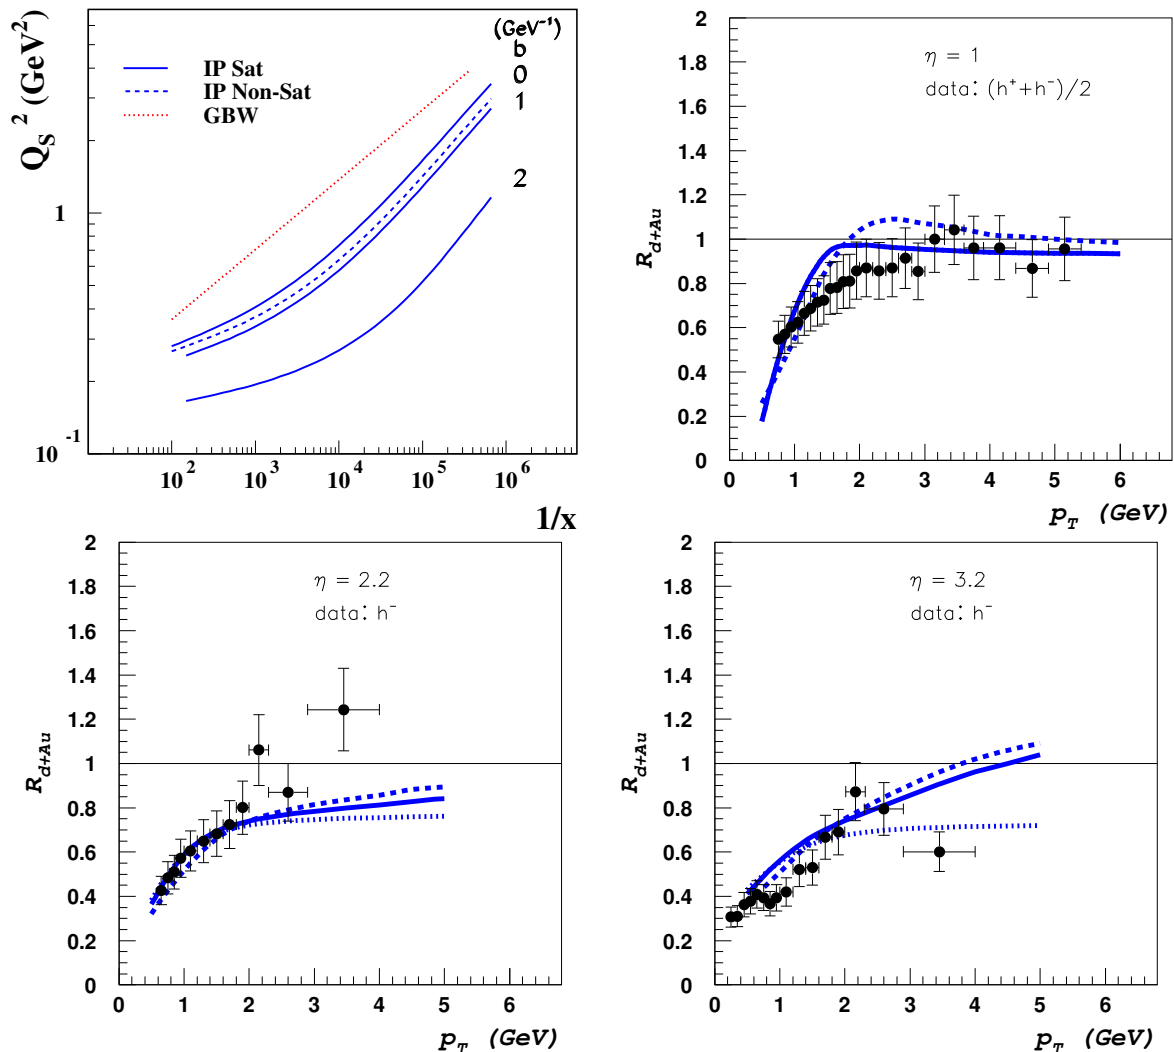 Q_S^2 (GeV^2)
1
10^-1
10^2 10^3 10^4 10^5 10^6
1/x
IP Sat
IP Non-Sat
GBW
(GeV^-1)
b
0
1
2
R_d+Au
2
1.8
1.6
1.4
1.2
1
0.8
0.6
0.4
0.2
0
η = 1
data: (h^+ +h^-)/2
0 1 2 3 4 5 6
p_T (GeV)
R_d+Au
2
1.8
1.6
1.4
1.2
1
0.8
0.6
0.4
0.2
0
η = 2.2
data: h^-
0 1 2 3 4 5 6
p_T (GeV)
R_d+Au
2
1.8
1.6
1.4
1.2
1
0.8
0.6
0.4
0.2
0
η = 3.2
data: h^-
0 1 2 3 4 5 6
p_T (GeV)